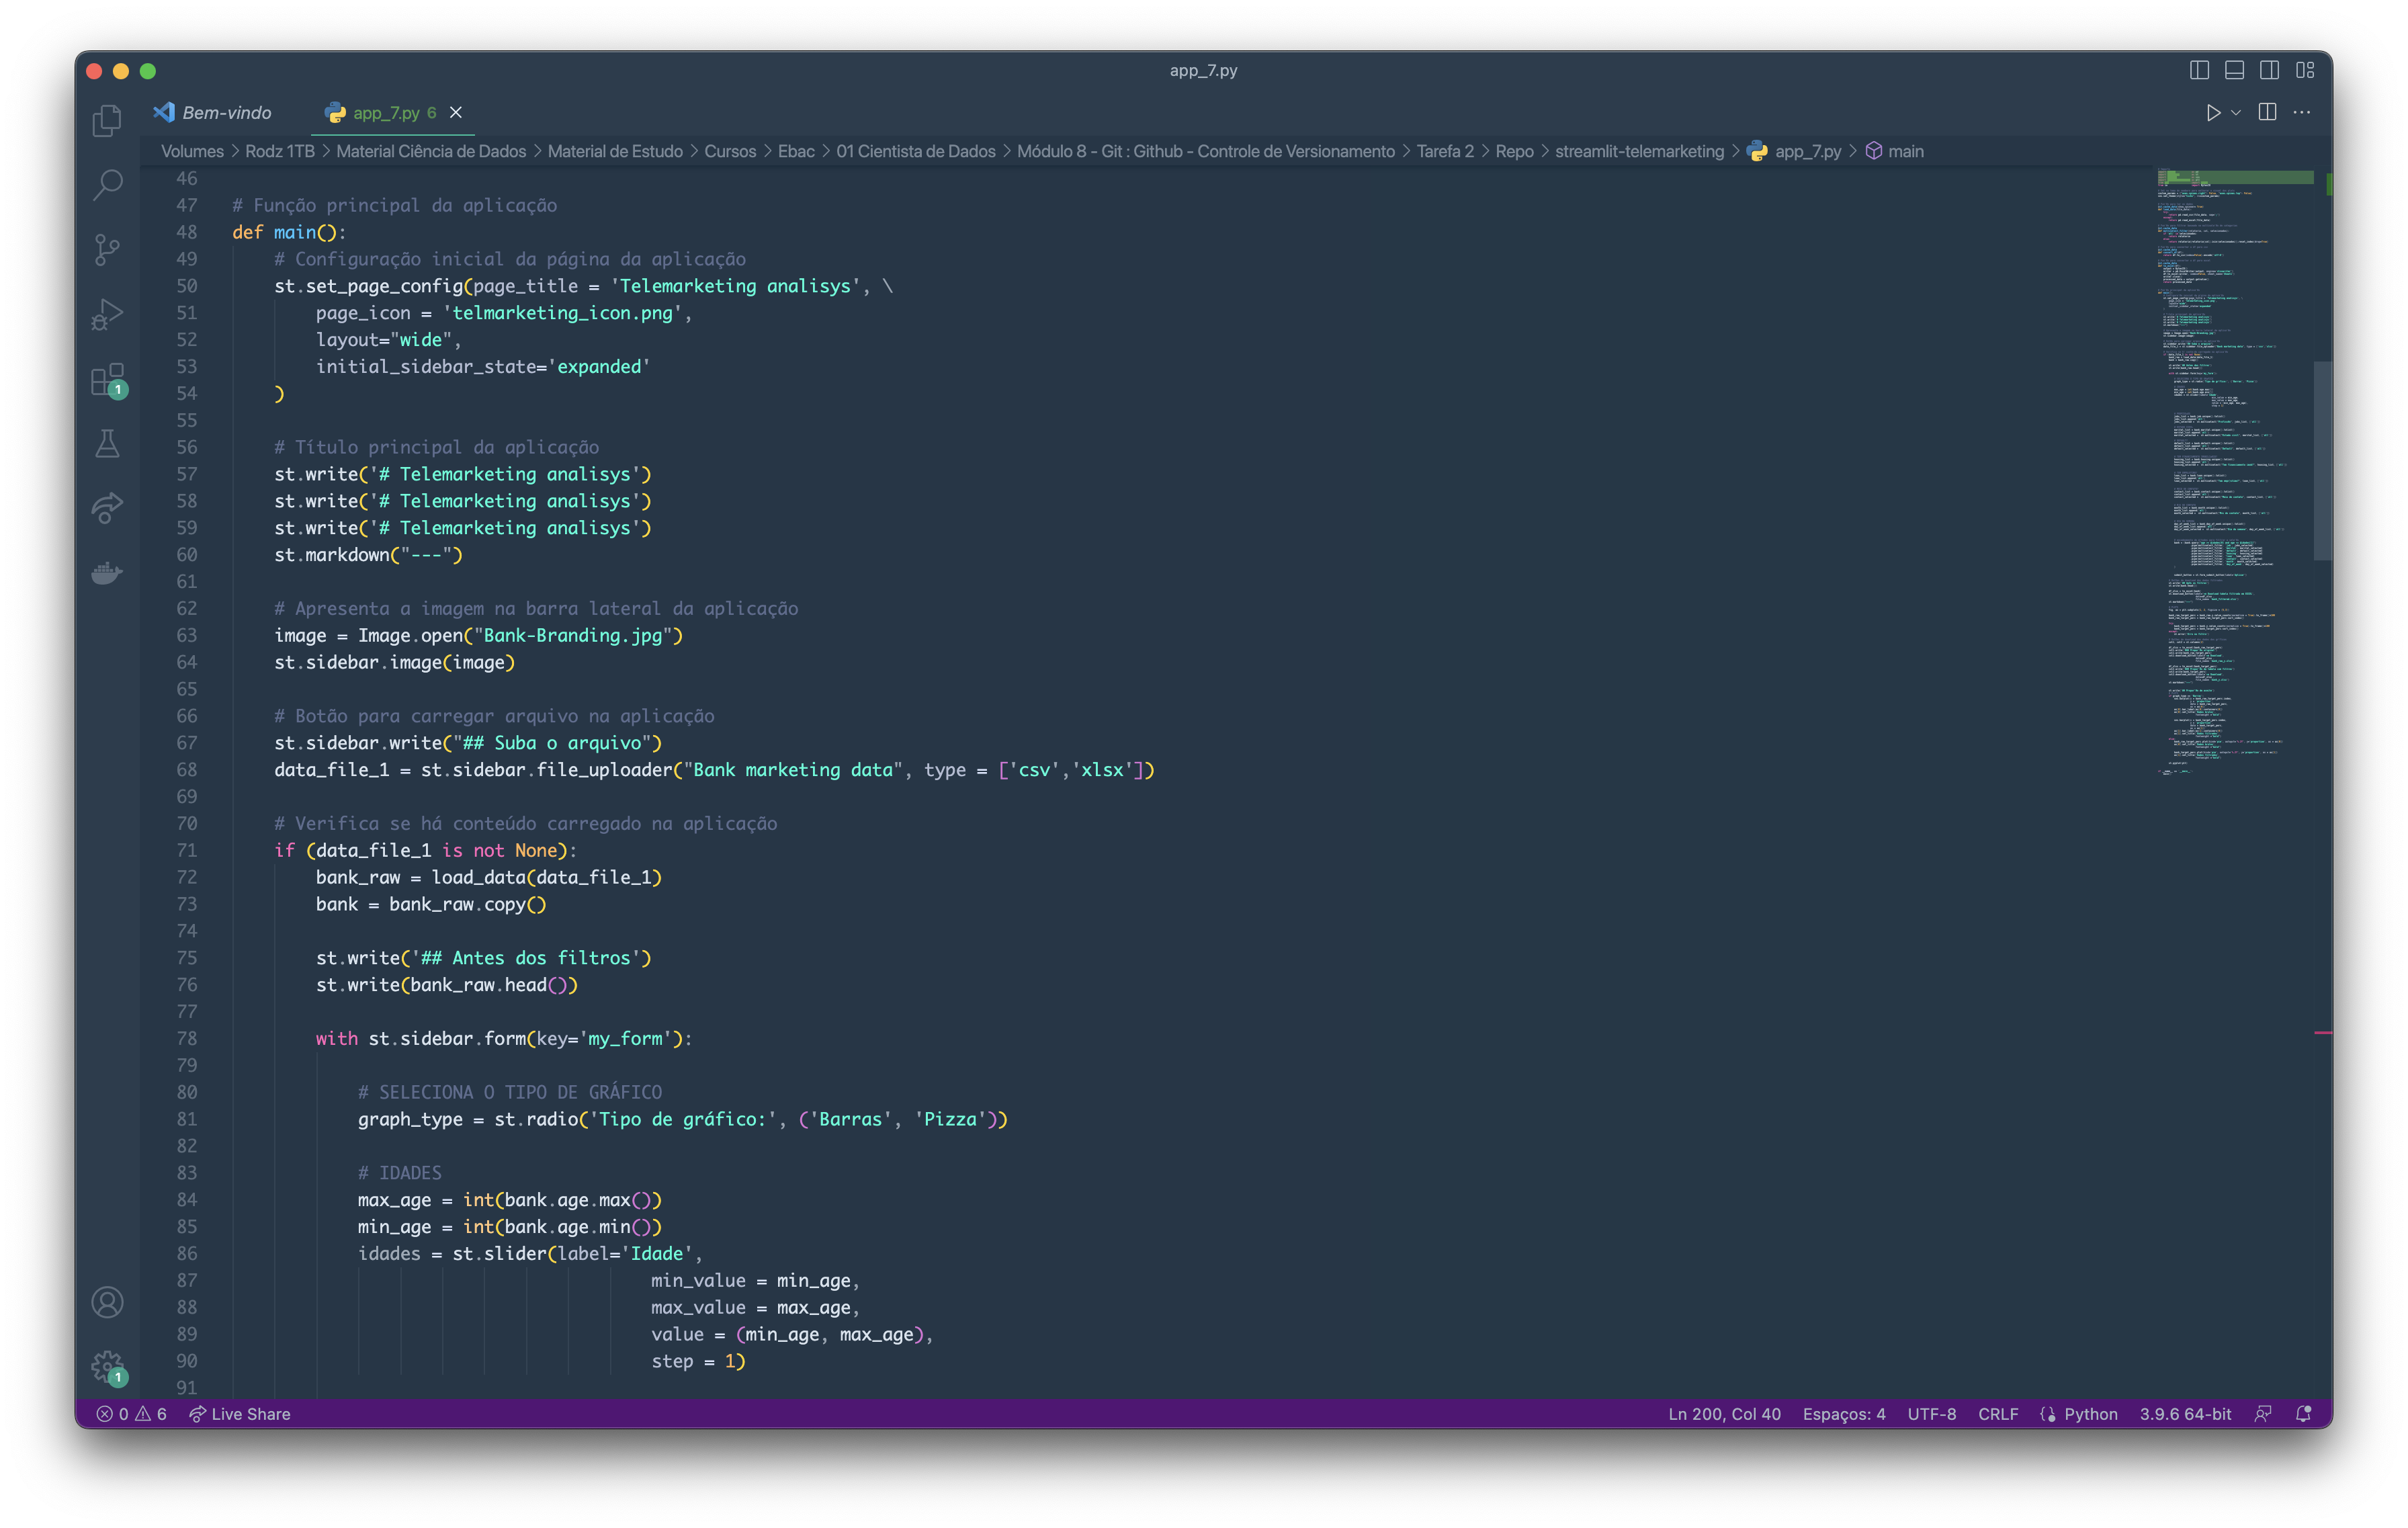 app_7.py
Bem-vindo
app_7.py 6
Volumes > Rodz 1TB > Material Ciência de Dados > Material de Estudo > Cursos > Ebac > 01 Cientista de Dados > Módulo 8 - Git : Github - Controle de Versionamento > Tarefa 2 > Repo > streamlit-telemarketing > app_7.py > main
46
47 # Função principal da aplicação
48 def main():
49 # Configuração inicial da página da aplicação
50 st.set_page_config(page_title = 'Telemarketing analisys', \
51 page_icon = 'telmarketing_icon.png',
52 layout="wide",
53 initial_sidebar_state='expanded'
54 )
55
56 # Título principal da aplicação
57 st.write('# Telemarketing analisys')
58 st.write('# Telemarketing analisys')
59 st.write('# Telemarketing analisys')
60 st.markdown("---")
61
62 # Apresenta a imagem na barra lateral da aplicação
63 image = Image.open("Bank-Branding.jpg")
64 st.sidebar.image(image)
65
66 # Botão para carregar arquivo na aplicação
67 st.sidebar.write("## Suba o arquivo")
68 data_file_1 = st.sidebar.file_uploader("Bank marketing data", type = ['csv','xlsx'])
69
70 # Verifica se há conteúdo carregado na aplicação
71 if (data_file_1 is not None):
72 bank_raw = load_data(data_file_1)
73 bank = bank_raw.copy()
74
75 st.write('## Antes dos filtros')
76 st.write(bank_raw.head())
77
78 with st.sidebar.form(key='my_form'):
79
80 # SELECIONA O TIPO DE GRÁFICO
81 graph_type = st.radio('Tipo de gráfico:', ('Barras', 'Pizza'))
82
83 # IDADES
84 max_age = int(bank.age.max())
85 min_age = int(bank.age.min())
86 idades = st.slider(label='Idade',
87 min_value = min_age,
88 max_value = max_age,
89 value = (min_age, max_age),
90 step = 1)
91
1
1
0 6 Live Share Ln 200, Col 40 Espaços: 4 UTF-8 CRLF Python 3.9.6 64-bit